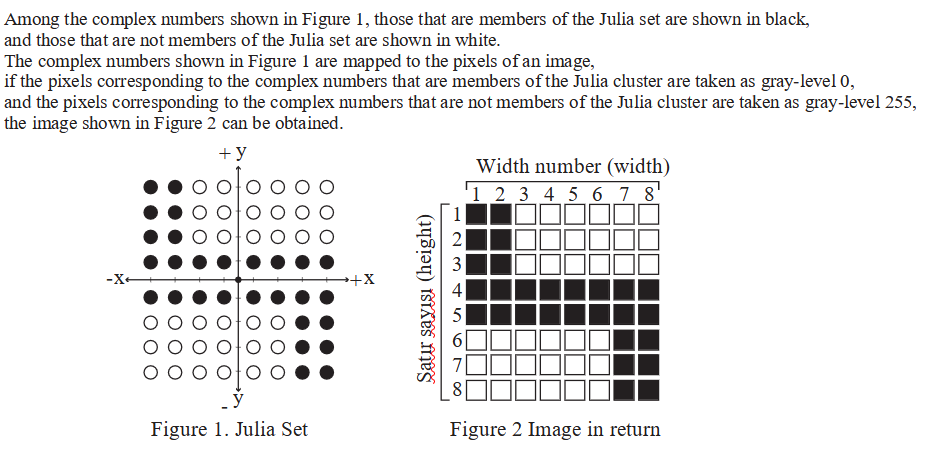 Among the complex numbers shown in Figure 1, those that are members of the Julia set are shown in black,
and those that are not members of the Julia set are shown in white.
The complex numbers shown in Figure 1 are mapped to the pixels of an image,
if the pixels corresponding to the complex numbers that are members of the Julia cluster are taken as gray-level 0,
and the pixels corresponding to the complex numbers that are not members of the Julia cluster are taken as gray-level 255,
the image shown in Figure 2 can be obtained.
+ y
-x
+x
- y
Figure 1. Julia Set
Width number (width)
1 2 3 4 5 6 7 8
Satır sayısı (height)
1
2
3
4
5
6
7
8
Figure 2 Image in return